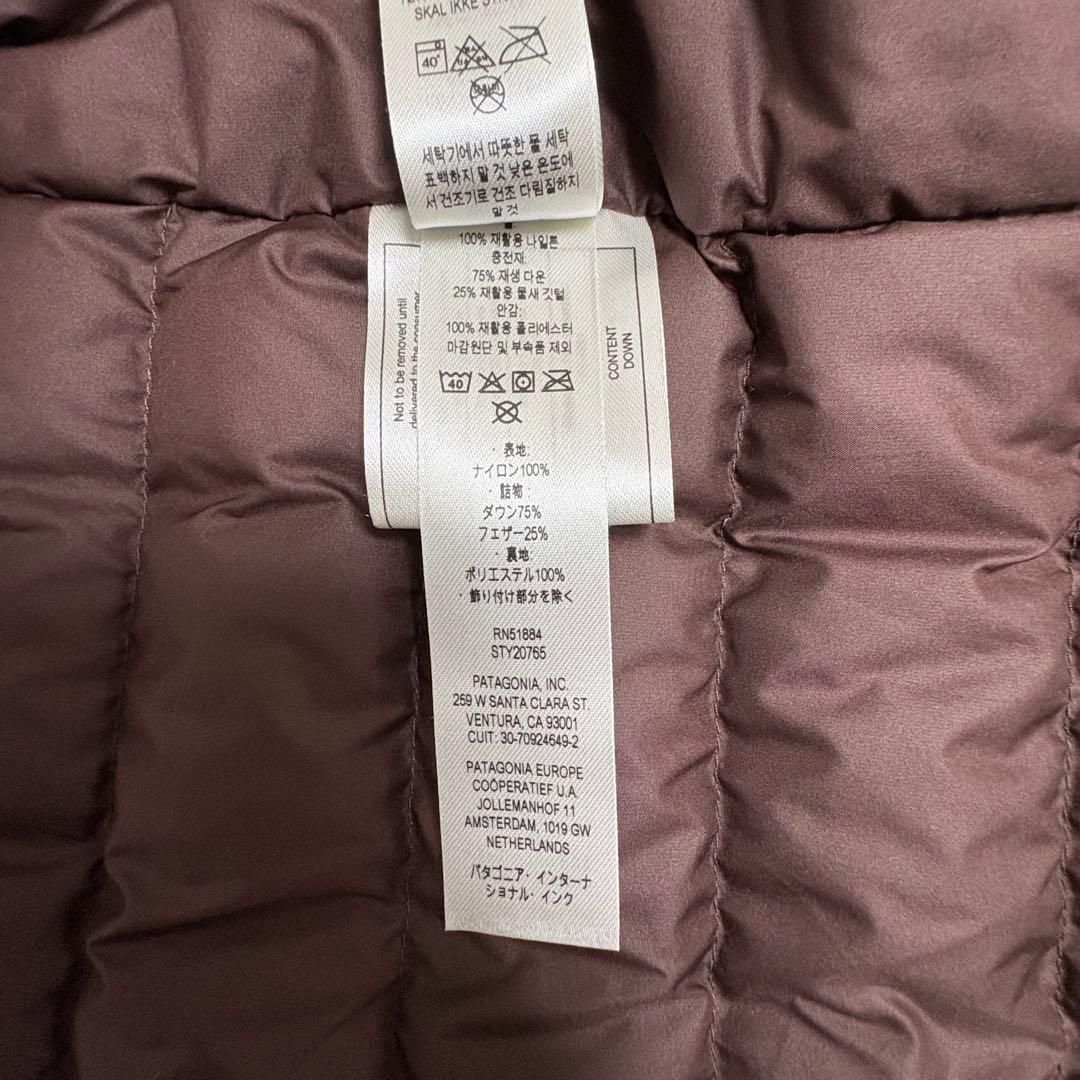 SKAL IKKE
40°
세탁기에서 따뜻한 물 세탁
표백하지 말 것 낮은 온도에
서 건조기로 건조 다림질하지
말 것
100% 재활용 나일론
충전재:
75% 재생 다운
25% 재활용 물새 깃털
안감:
100% 재활용 폴리에스터
마감원단 및 부속품 제외
40
・表地:
ナイロン100%
・詰物:
ダウン75%
フェザー25%
・裏地:
ポリエステル100%
・飾り付け部分を除く
RN51884
STY20765
PATAGONIA, INC.
259 W SANTA CLARA ST.
VENTURA, CA 93001
CUIT: 30-70924649-2
PATAGONIA EUROPE
COÖPERATIEF U.A.
JOLLEMANHOF 11
AMSTERDAM, 1019 GW
NETHERLANDS
パタゴニア・インターナ
ショナル・インク
Not to be removed until
delivered to the consumer
CONTENT
DOWN